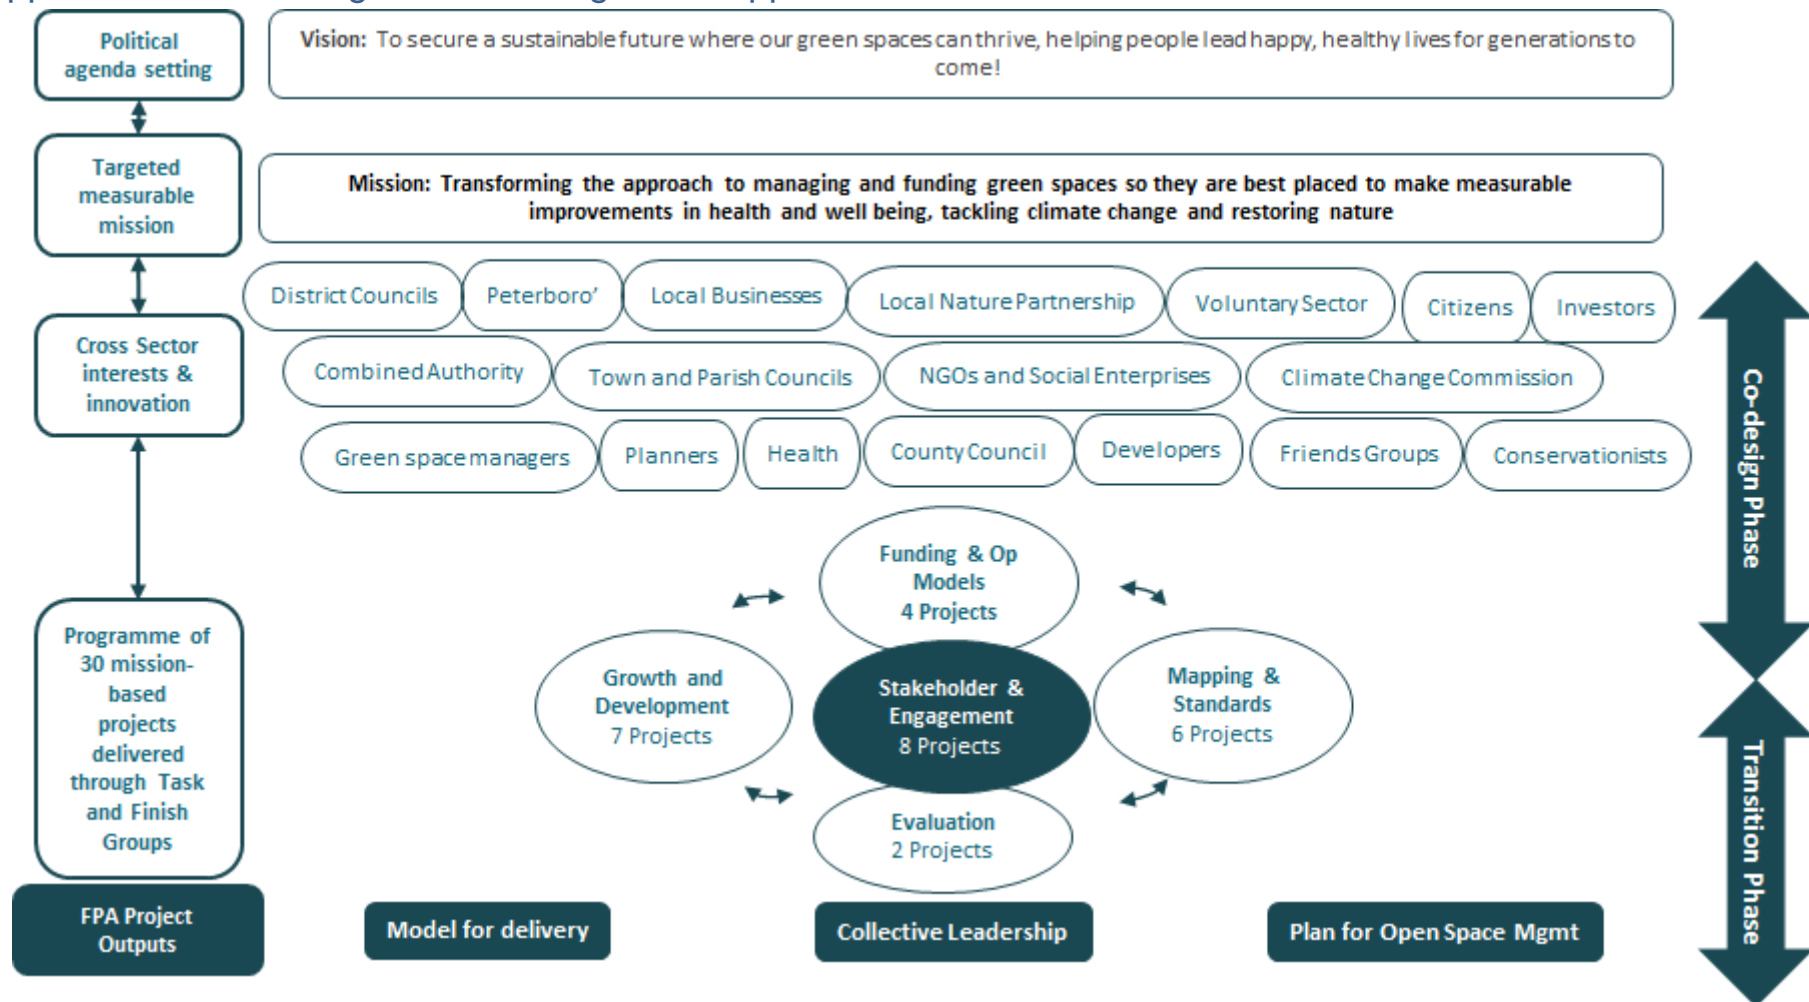 Political
agenda setting
Vision: To secure a sustainable future where our green spaces can thrive, helping people lead happy, healthy lives for generations to
come!
Targeted
measurable
mission
Mission: Transforming the approach to managing and funding green spaces so they are best placed to make measurable
improvements in health and well being, tackling climate change and restoring nature
Cross Sector
interests &
innovation
District Councils
Peterboro’
Local Businesses
Local Nature Partnership
Voluntary Sector
Citizens
Investors
Combined Authority
Town and Parish Councils
NGOs and Social Enterprises
Climate Change Commission
Green space managers
Planners
Health
County Council
Developers
Friends Groups
Conservationists
Co-design Phase
Programme of
30 mission-
based
projects
delivered
through Task
and Finish
Groups
Funding & Op
Models
4 Projects
Growth and
Development
7 Projects
Stakeholder &
Engagement
8 Projects
Mapping &
Standards
6 Projects
Evaluation
2 Projects
Transition Phase
FPA Project
Outputs
Model for delivery
Collective Leadership
Plan for Open Space Mgmt